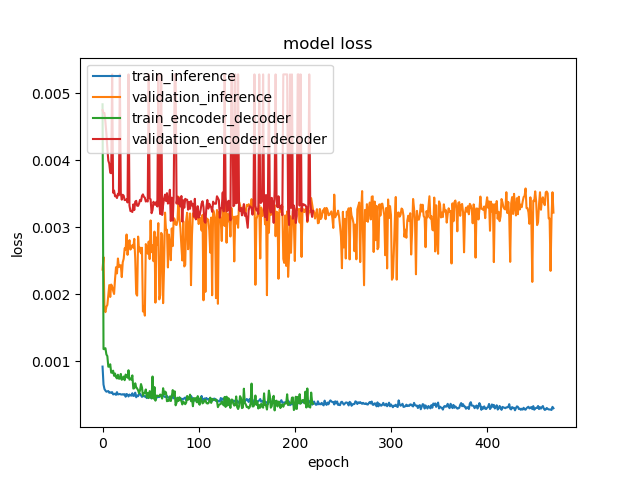 model loss
train_inference
validation_inference
train_encoder_decoder
validation_encoder_decoder
loss
0.005
0.004
0.003
0.002
0.001
0
100
200
300
400
epoch